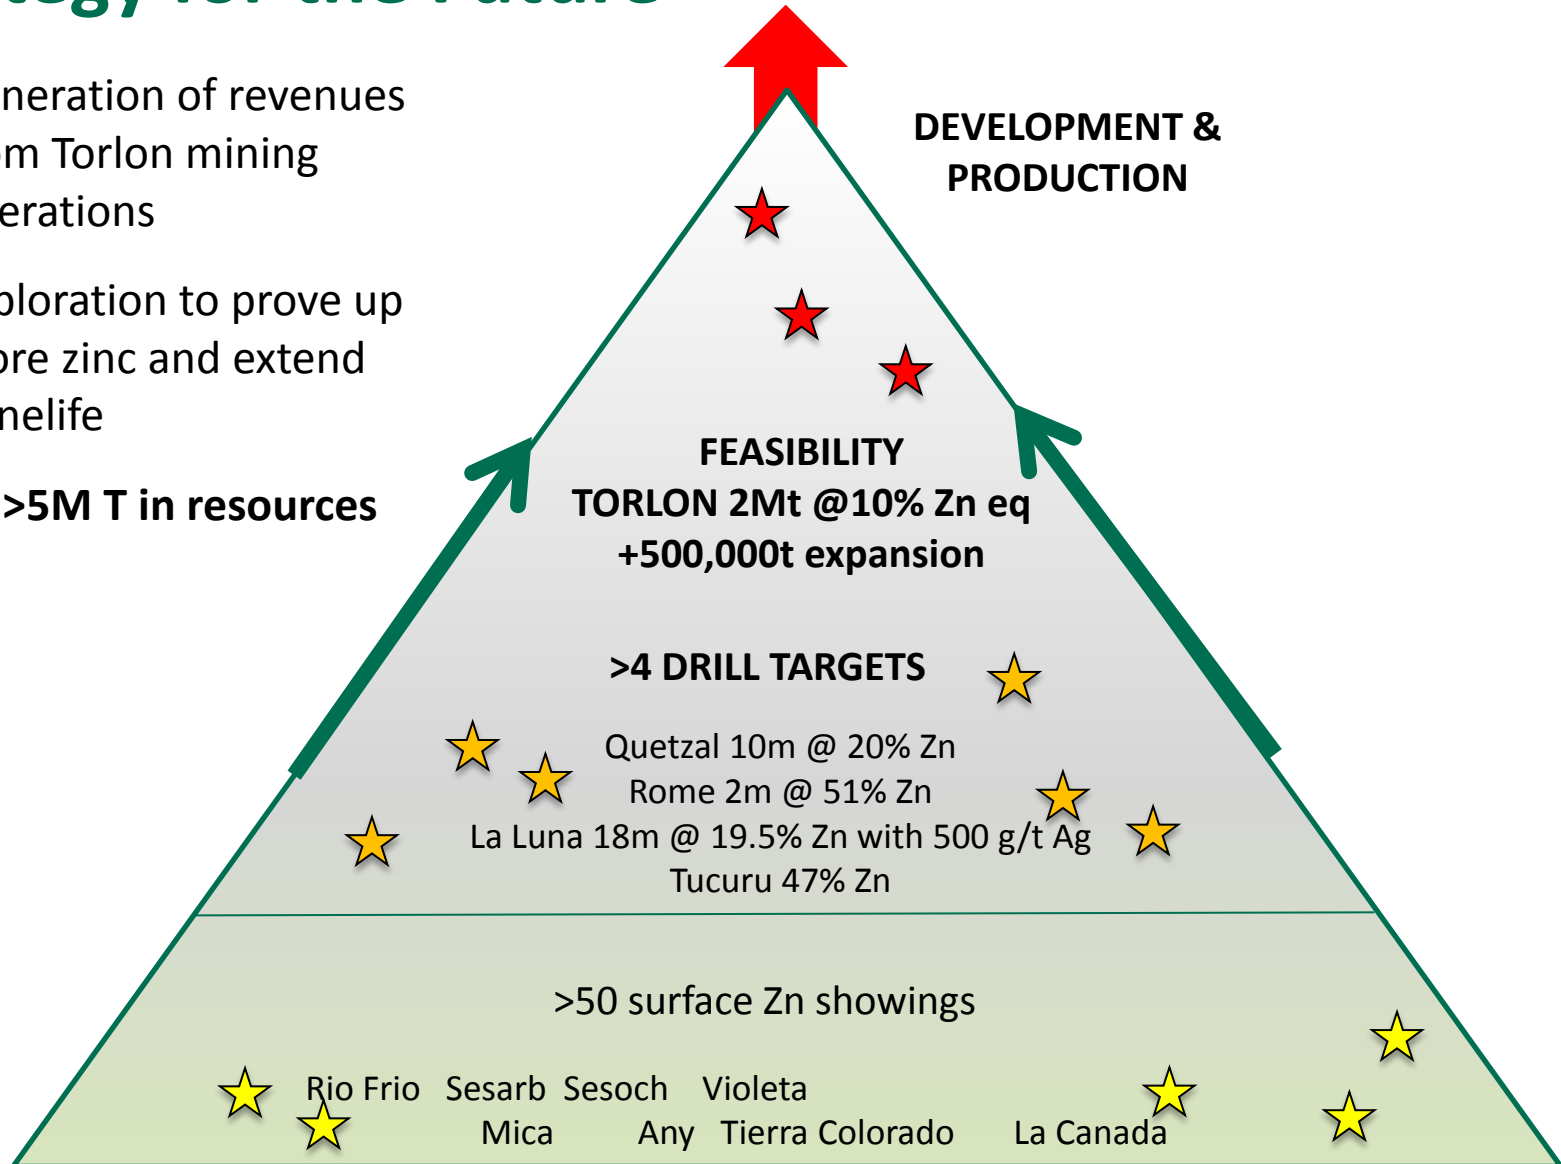 for the Future
neration of revenues
Torlon mining
erations
ploration to prove up
ore zinc and extend
nelife
>5M T in resources
DEVELOPMENT &
PRODUCTION
FEASIBILITY
TORLON 2Mt @10% Zn eq
+500,000t expansion
>4 DRILL TARGETS
Quetzal 10m @ 20% Zn
Rome 2m @ 51% Zn
La Luna 18m @ 19.5% Zn with 500 g/t Ag
Tucuru 47% Zn
>50 surface Zn showings
Rio Frio Sesarb Sesoch Violeta
Mica Any Tierra Colorado La Canada